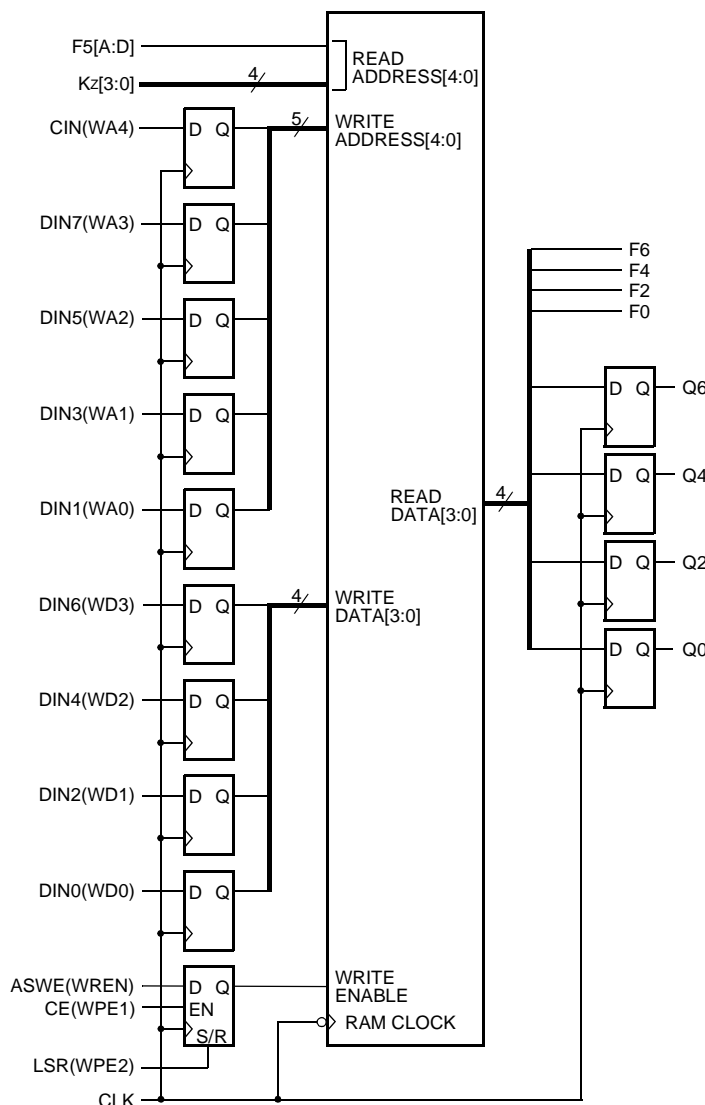 F5[A:D]
KZ[3:0]
4
READ
ADDRESS[4:0]
CIN(WA4)
D Q
5
WRITE
ADDRESS[4:0]
DIN7(WA3)
D Q
DIN5(WA2)
D Q
DIN3(WA1)
D Q
DIN1(WA0)
D Q
DIN6(WD3)
D Q
4
WRITE
DATA[3:0]
DIN4(WD2)
D Q
DIN2(WD1)
D Q
DIN0(WD0)
D Q
ASWE(WREN)
D Q
CE(WPE1)
EN
S/R
LSR(WPE2)
CLK
WRITE
ENABLE
RAM CLOCK
READ
DATA[3:0]
4
F6
F4
F2
F0
D Q
Q6
D Q
Q4
D Q
Q2
D Q
Q0